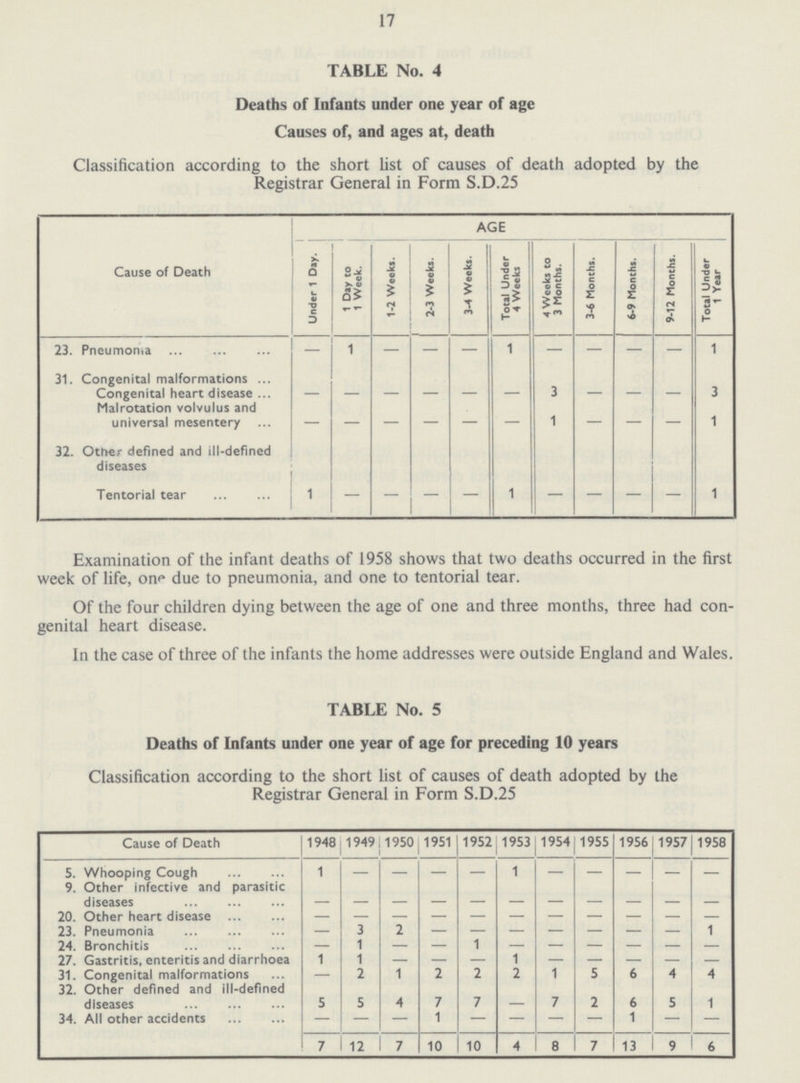 17
TABLE No. 4
Deaths of Infants under one year of age
Causes of, and ages at, death
Classification according to the short list of causes of death adopted by the
Registrar General in Form S.D.25
Cause of Death
AGE
Under 1 Day.
1 Day to
1 Week.
1-2 Weeks.
2-3 Weeks.
3-4 Weeks.
Total Under
4 Weeks
4 Weeks to
3 Months.
3-6 Months.
6-9 Months.
9-12 Months.
Total Under
1 Year
23. Pneumonia ... ... ... — 1 — — — 1 — — — — 1
31. Congenital malformations ...
Congenital heart disease ... — — — — — — 3 — — — 3
Malrotation volvulus and
universal mesentery ... — — — — — — 1 — — — 1
32. Other defined and ill-defined
diseases
Tentorial tear ... ... 1 — — — — 1 — — — — 1
Examination of the infant deaths of 1958 shows that two deaths occurred in the first
week of life, one due to pneumonia, and one to tentorial tear.
Of the four children dying between the age of one and three months, three had con-
genital heart disease.
In the case of three of the infants the home addresses were outside England and Wales.
TABLE No. 5
Deaths of Infants under one year of age for preceding 10 years
Classification according to the short list of causes of death adopted by the
Registrar General in Form S.D.25
Cause of Death 1948 1949 1950 1951 1952 1953 1954 1955 1956 1957 1958
5. Whooping Cough ... ... 1 — — — — 1 — — — — —
9. Other infective and parasitic
diseases ... ... ... — — — — — — — — — — —
20. Other heart disease ... ... — — — — — — — — — — —
23. Pneumonia ... ... ... — 3 2 — — — — — — — 1
24. Bronchitis ... ... ... — 1 — — 1 — — — — — —
27. Gastritis, enteritis and diarrhoea 1 1 — — — 1 — — — — —
31. Congenital malformations ... — 2 1 2 2 2 1 5 6 4 4
32. Other defined and ill-defined
diseases ... ... ... 5 5 4 7 7 — 7 2 6 5 1
34. All other accidents ... ... — — — 1 — — — — 1 — —
7 12 7 10 10 4 8 7 13 9 6